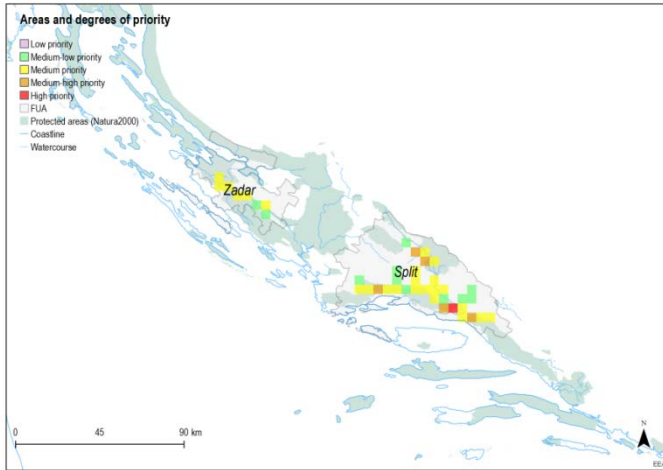 Areas and degrees of priority
Low priority
Medium-low priority
Medium priority
Medium-high priority
High priority
FUA
Protected areas (Natura2000)
Coastline
Watercourse
Zadar
Split
0 45 90 km
N
EEA